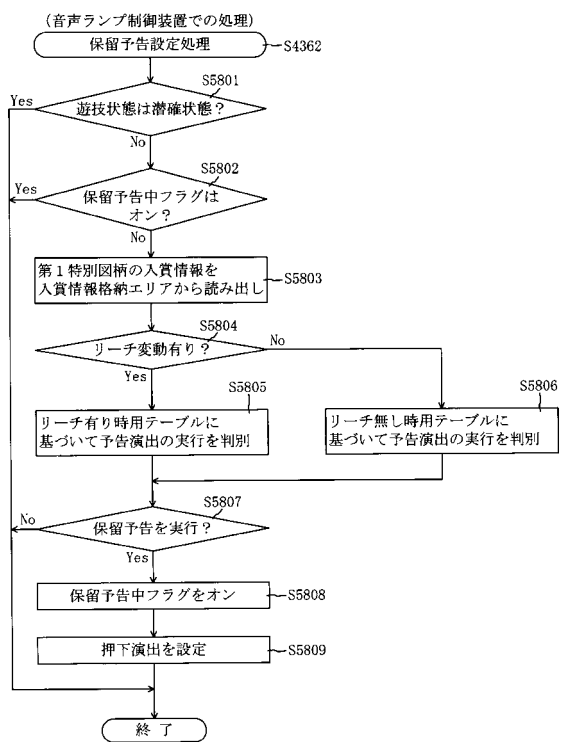 (音声ランプ制御装置での処理)
保留予告設定処理
S4362
S5801
遊技状態は潜確状態?
Yes
No
S5802
保留予告中フラグは
オン?
Yes
No
第1特別図柄の入賞情報を
入賞情報格納エリアから読み出し
S5803
S5804
リーチ変動有り?
No
Yes
S5805
リーチ有り時用テーブルに
基づいて予告演出の実行を判別
S5806
リーチ無し時用テーブルに
基づいて予告演出の実行を判別
S5807
保留予告を実行?
No
Yes
保留予告中フラグをオン
S5808
押下演出を設定
S5809
終了